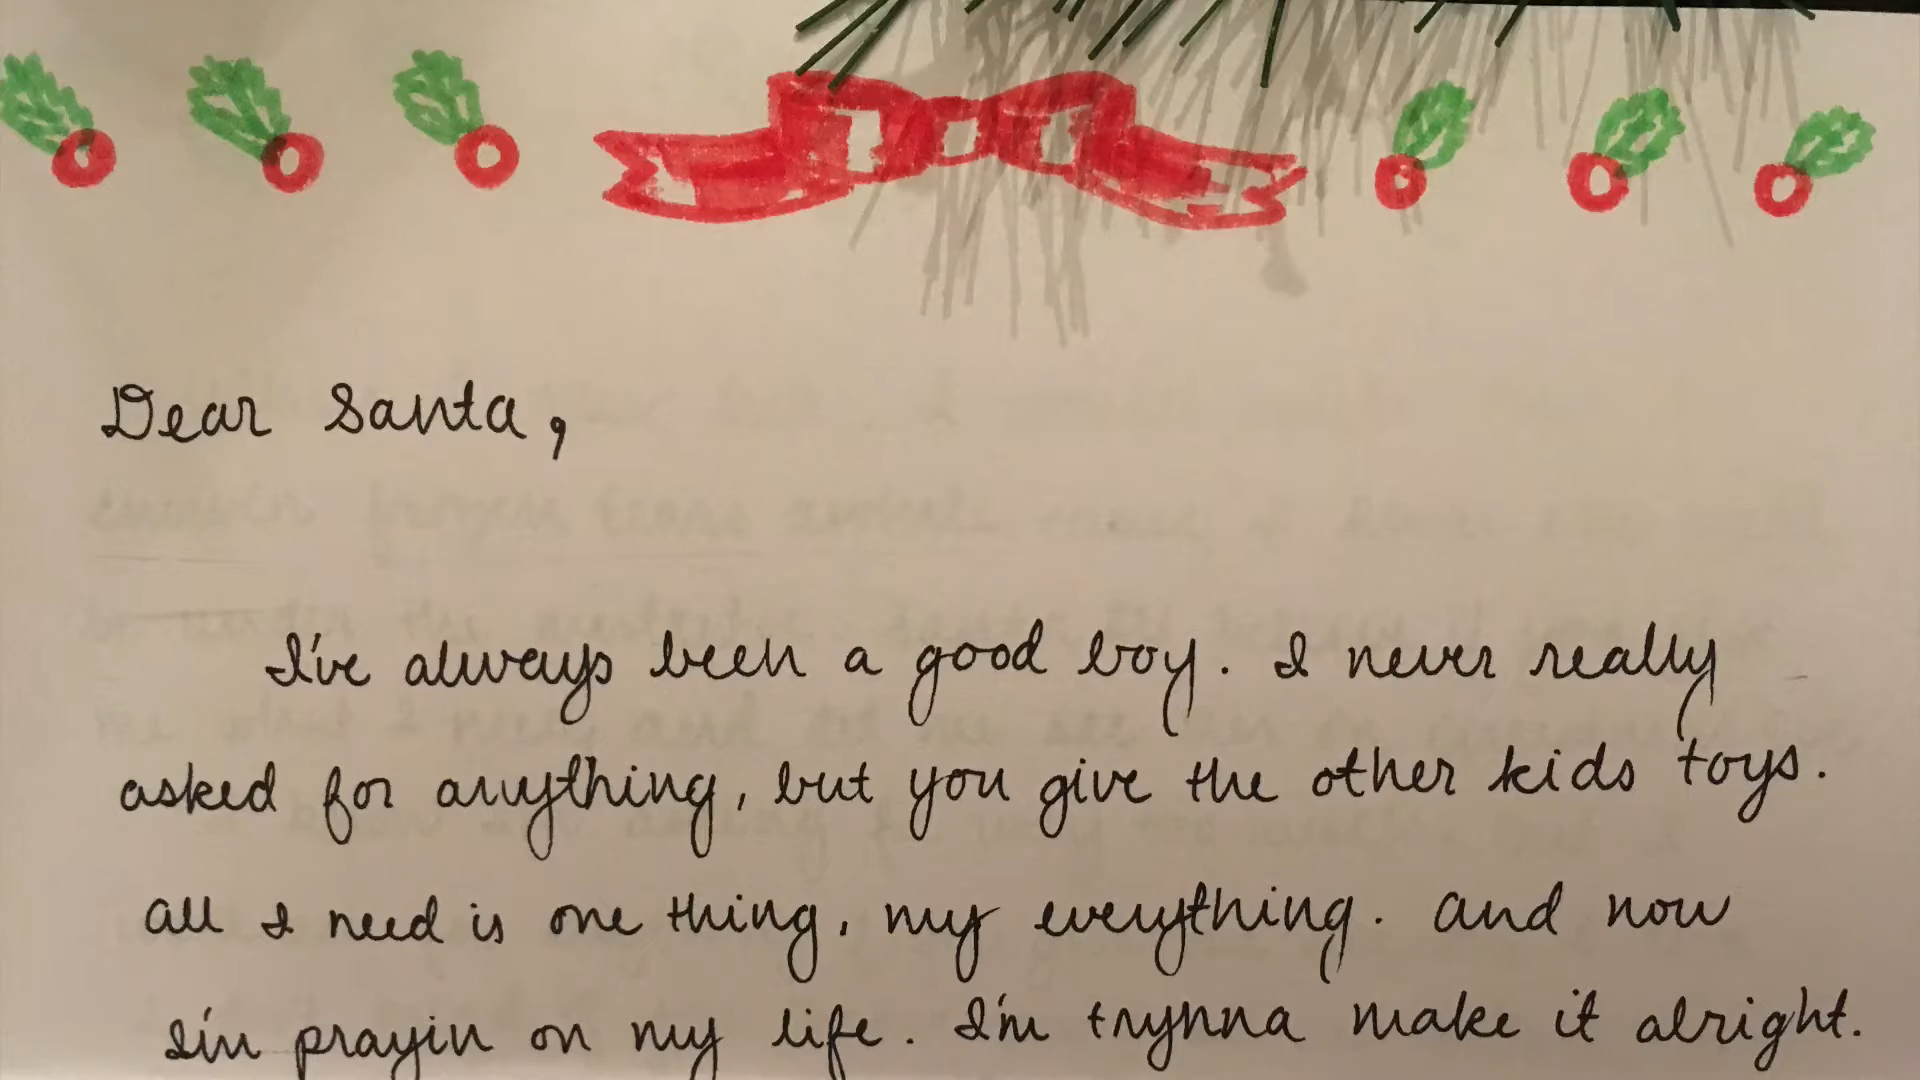 Dear Santa,
I've always been a good boy. I never really
asked for anything, but you give the other kids toys.
all I need is one thing, my everything. and now
I'm prayin on my life. I'm trynna make it alright.